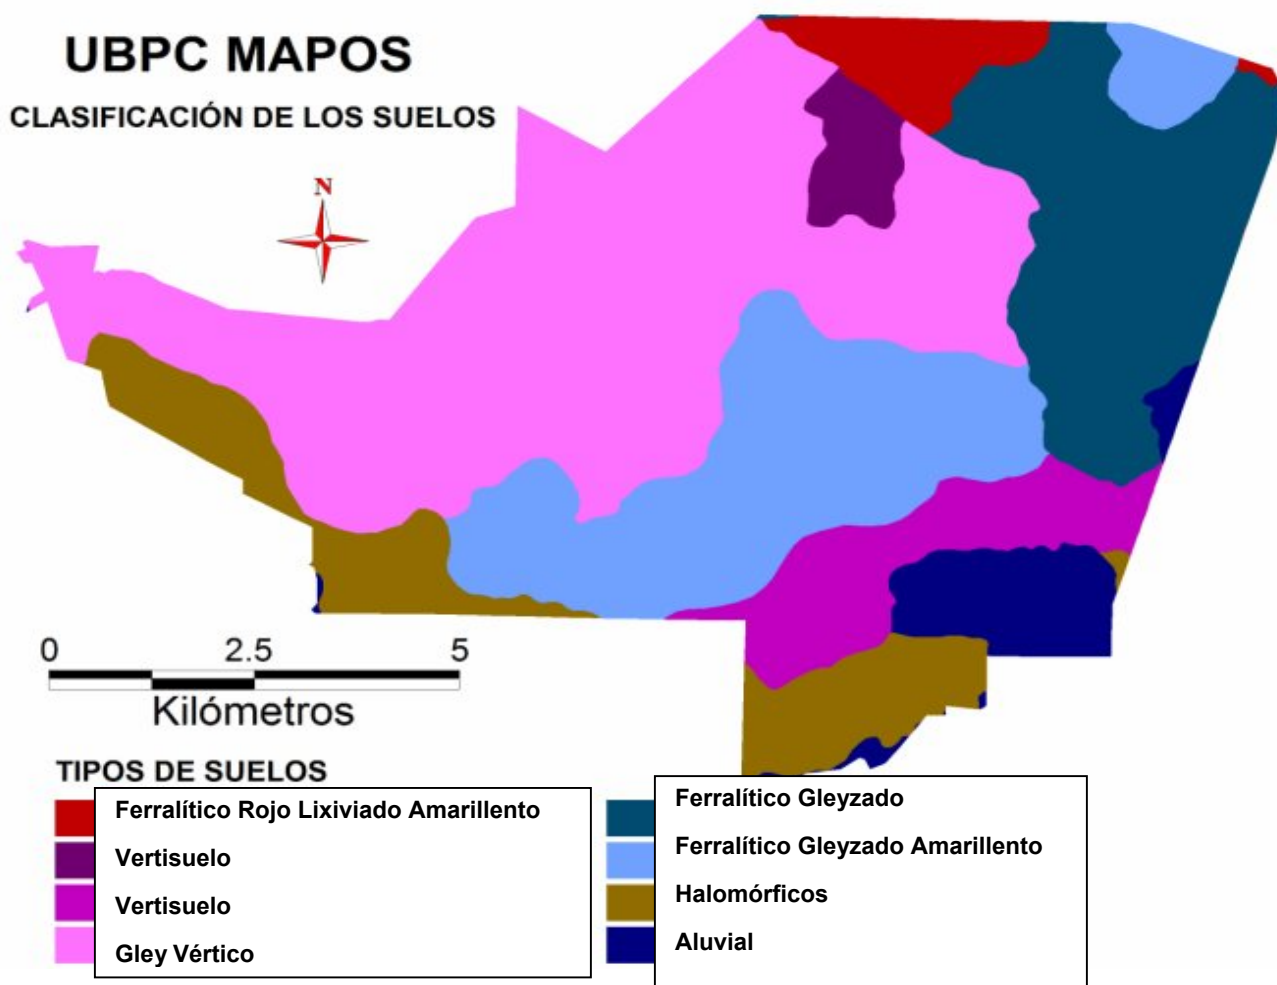 UBPC MAPOS
CLASIFICACIÓN DE LOS SUELOS
N
0 2.5 5
Kilómetros
TIPOS DE SUELOS
Ferralítico Rojo Lixiviado Amarillento
Vertisuelo
Vertisuelo
Gley Vértico
Ferralítico Gleyzado
Ferralítico Gleyzado Amarillento
Halomórficos
Aluvial